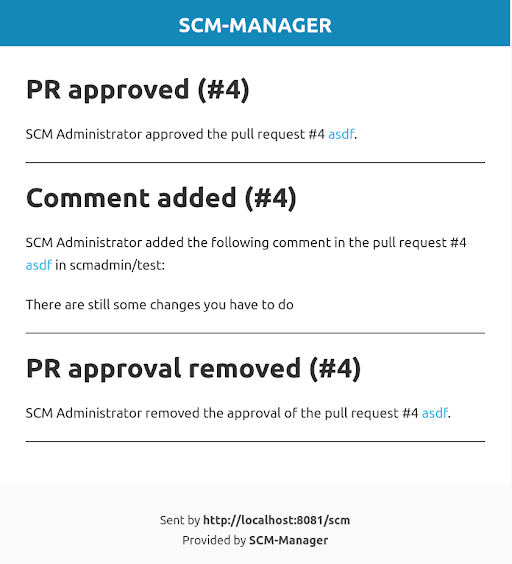 SCM-MANAGER
PR approved (#4)
SCM Administrator approved the pull request #4 asdf.
Comment added (#4)
SCM Administrator added the following comment in the pull request #4
asdf in scmadmin/test:
There are still some changes you have to do
PR approval removed (#4)
SCM Administrator removed the approval of the pull request #4 asdf.
Sent by http://localhost:8081/scm
Provided by SCM-Manager